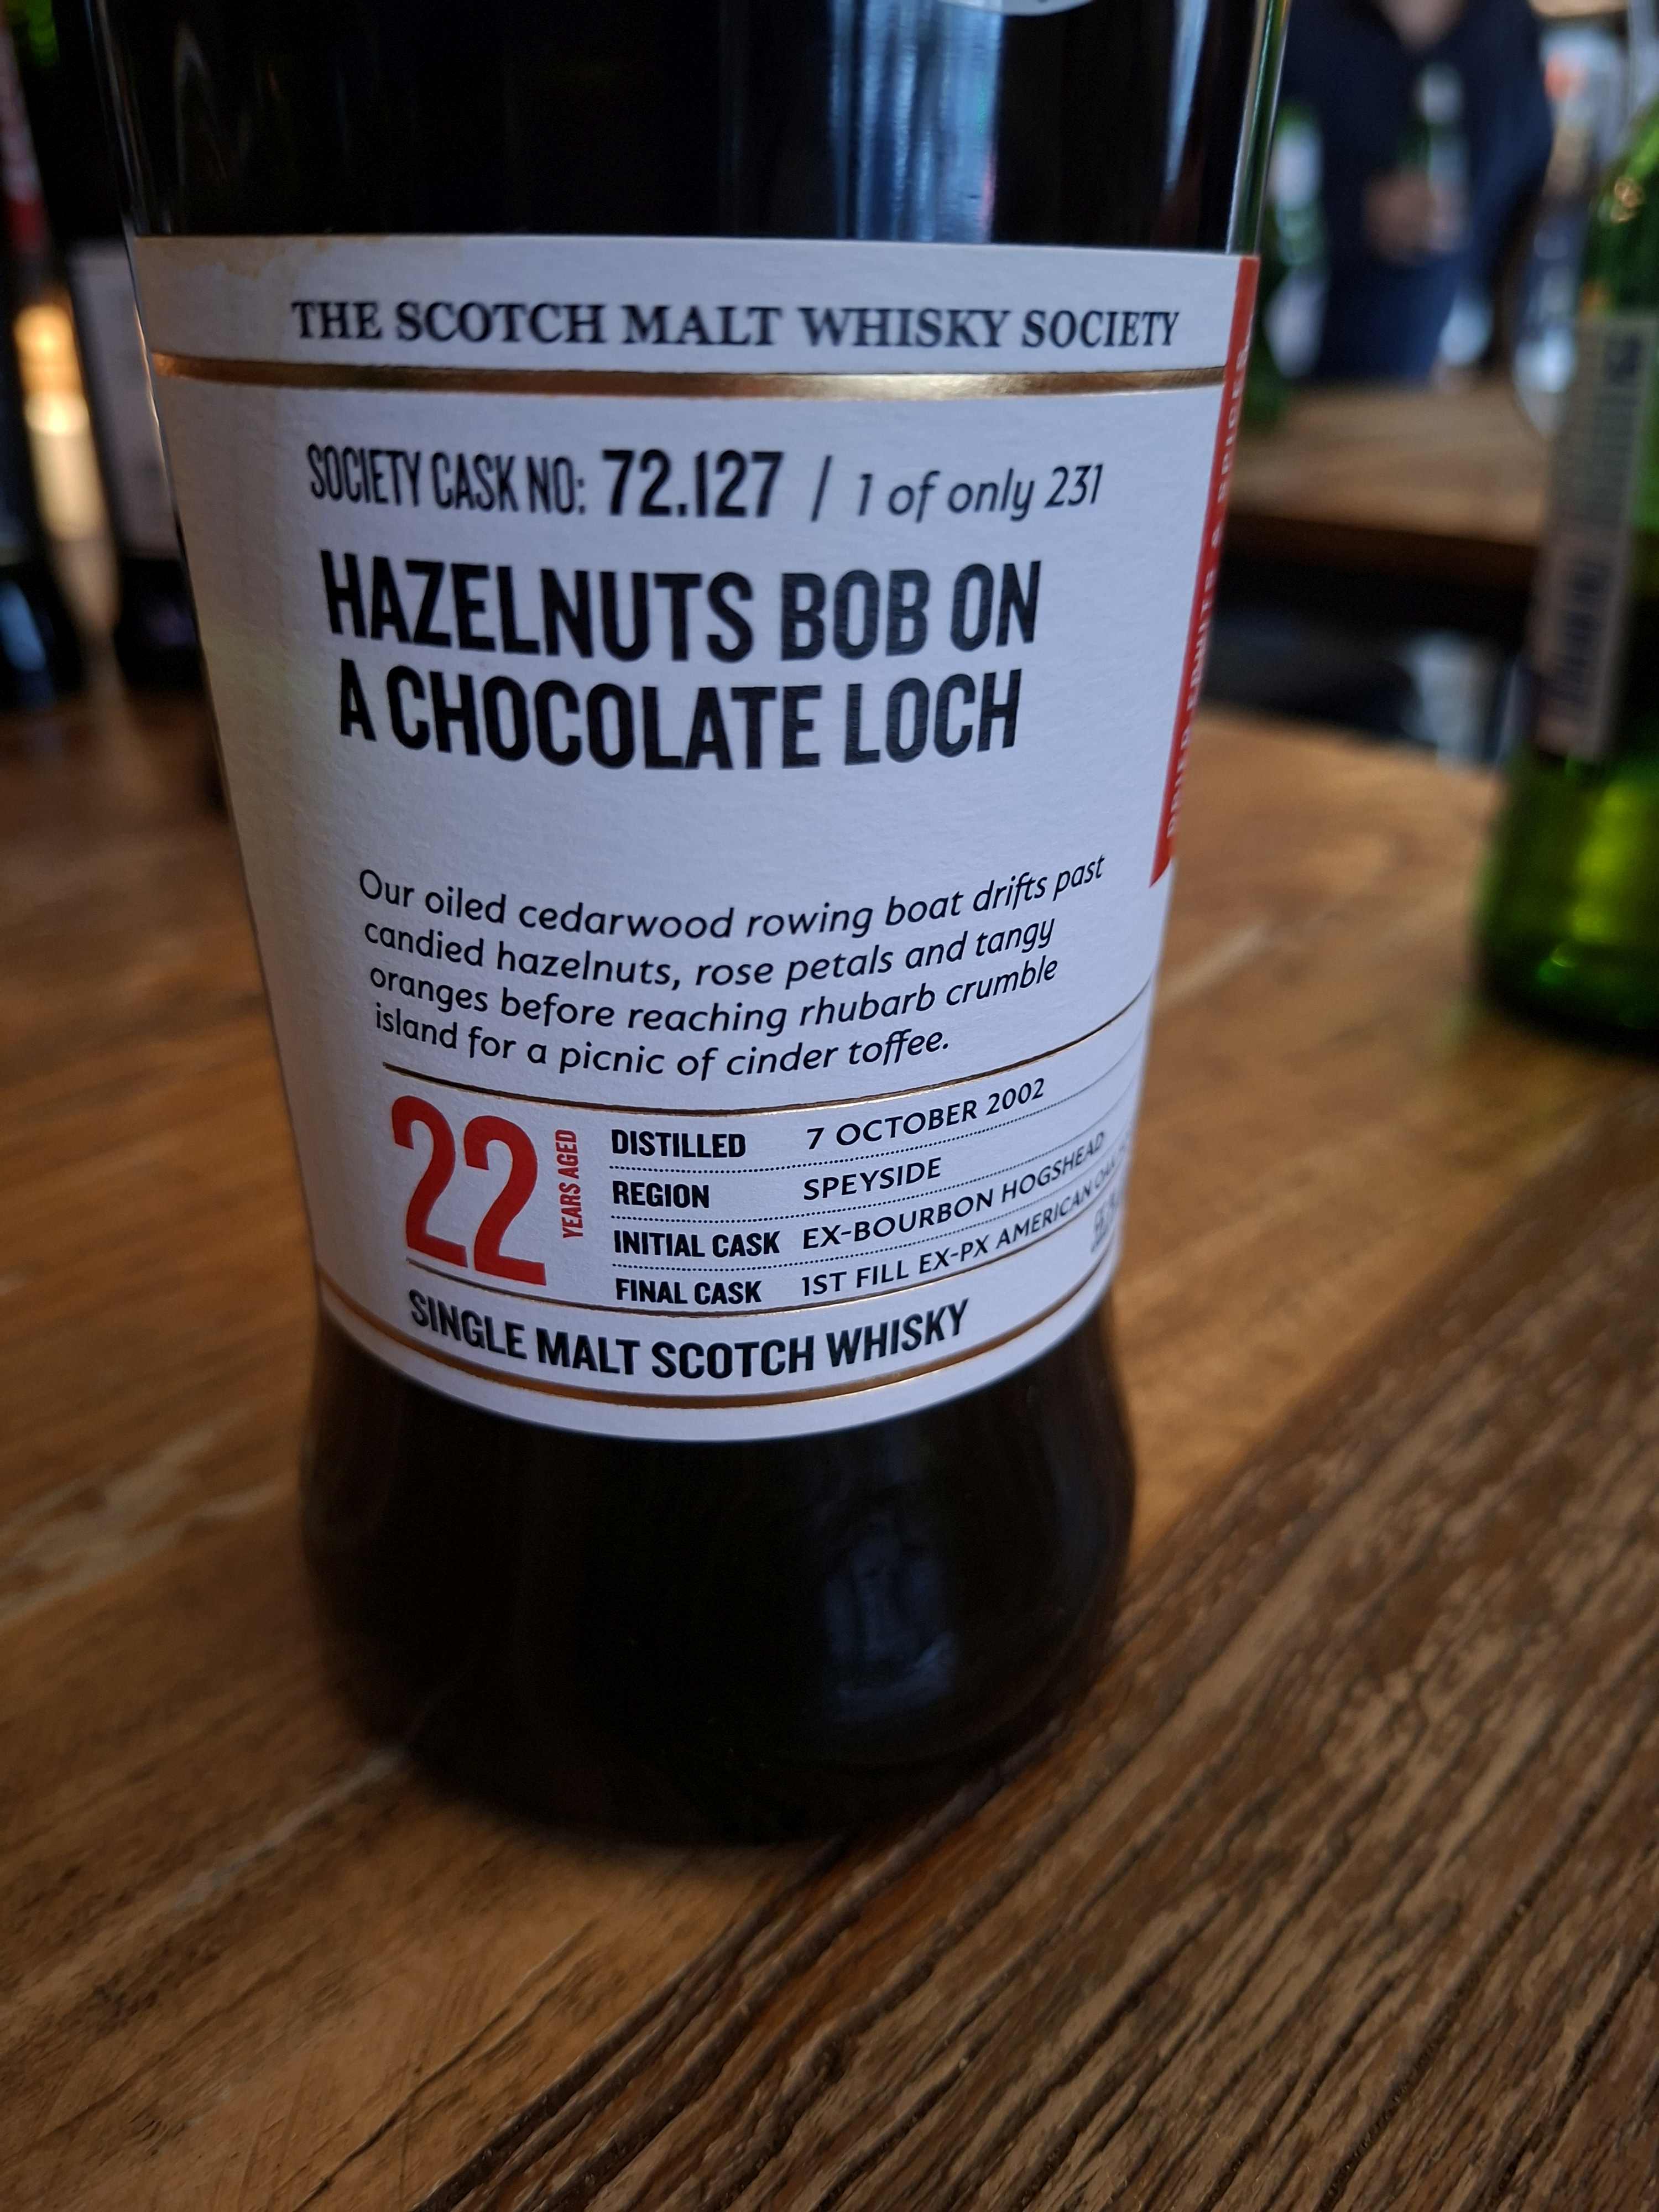 THE SCOTCH MALT WHISKY SOCIETY
SOCIETY CASK NO: 72.127 / 1 of only 231
HAZELNUTS BOB ON
A CHOCOLATE LOCH
Our oiled cedarwood rowing boat drifts past
candied hazelnuts, rose petals and tangy
oranges before reaching rhubarb crumble
island for a picnic of cinder toffee.
22 YEARS AGED
DISTILLED 7 OCTOBER 2002
REGION SPEYSIDE
INITIAL CASK EX-BOURBON HOGSHEAD
FINAL CASK 1ST FILL EX-PX AMERICAN OAK
SINGLE MALT SCOTCH WHISKY